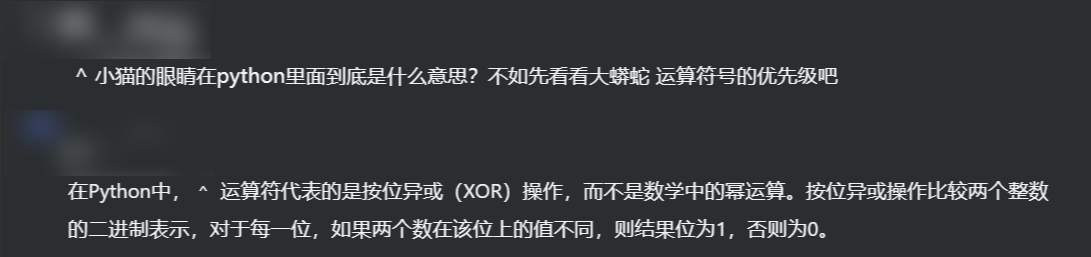 ^ 小猫的眼睛在python里面到底是什么意思？不如先看看大蟒蛇 运算符号的优先级吧
在Python中， ^ 运算符代表的是按位异或（XOR）操作，而不是数学中的幂运算。按位异或操作比较两个整数
的二进制表示，对于每一位，如果两个数在该位上的值不同，则结果位为1，否则为0。